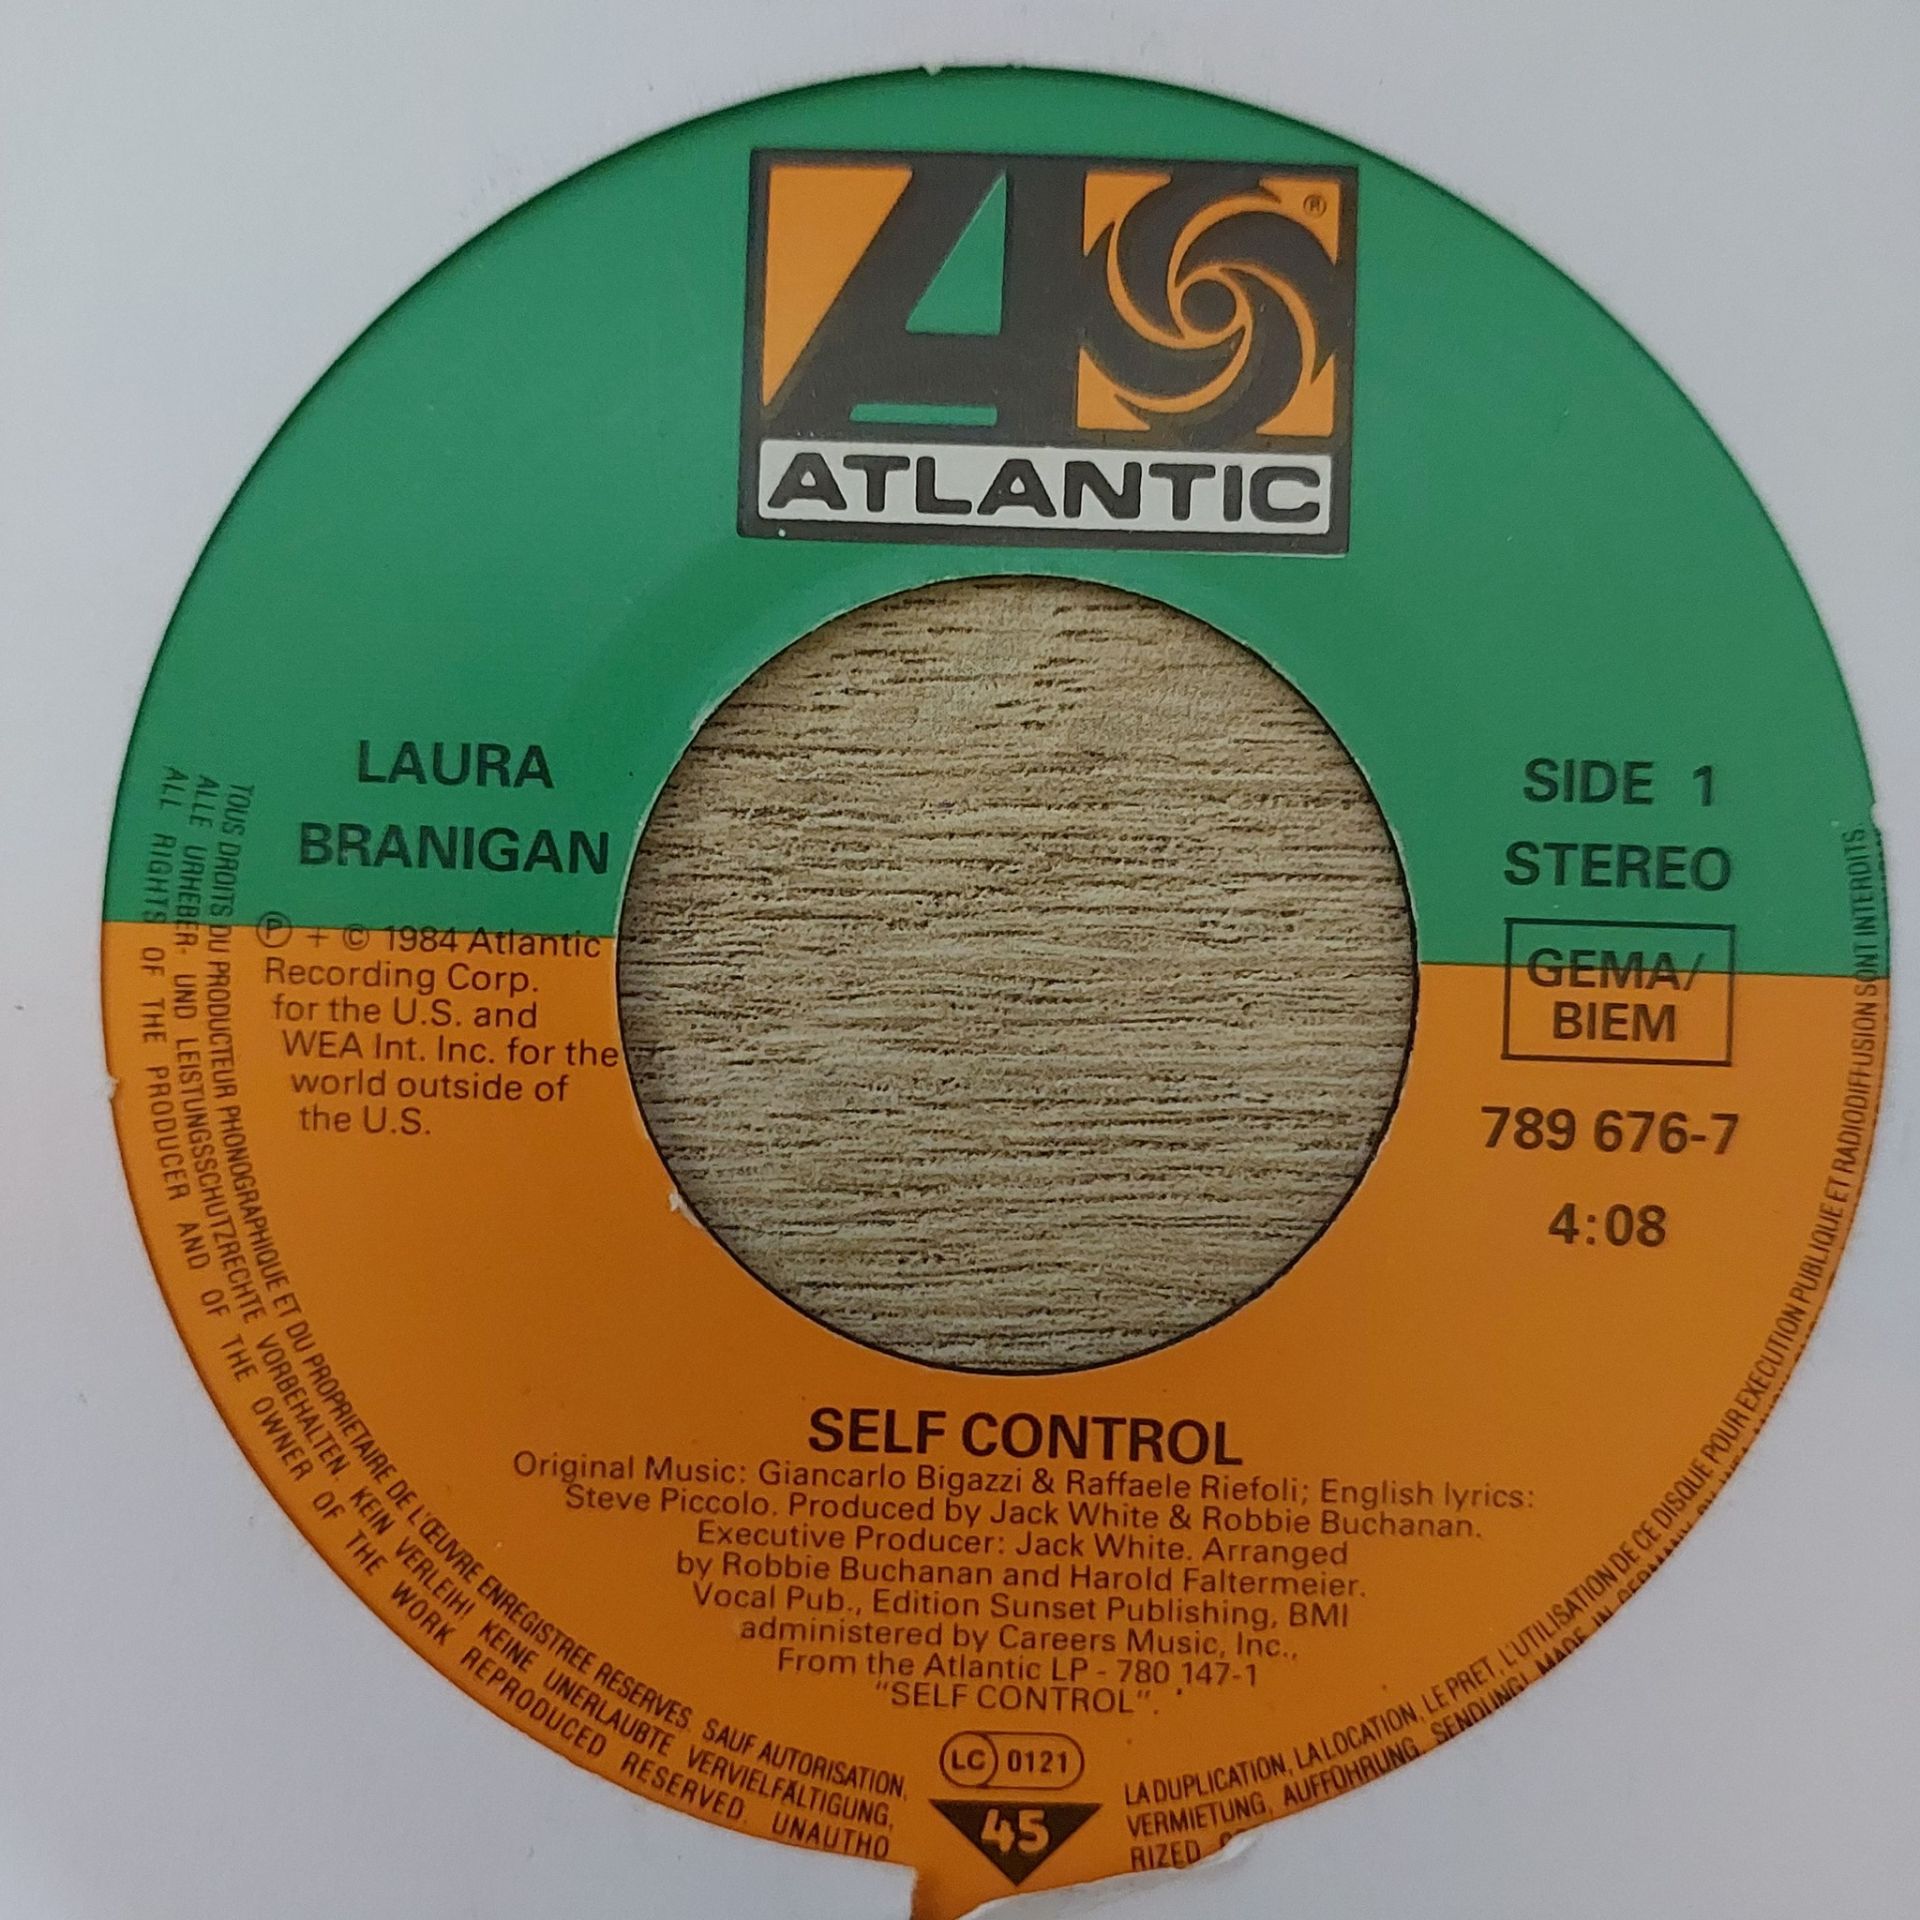 ®
ATLANTIC
LAURA
BRANIGAN
℗ + © 1984 Atlantic
Recording Corp.
for the U.S. and
WEA Int. Inc. for the
world outside of
the U.S.
SIDE 1
STEREO
GEMA/
BIEM
789 676-7
4:08
SELF CONTROL
Original Music: Giancarlo Bigazzi & Raffaele Riefoli; English lyrics:
Steve Piccolo. Produced by Jack White & Robbie Buchanan.
Executive Producer: Jack White. Arranged
by Robbie Buchanan and Harold Faltermeier.
Vocal Pub., Edition Sunset Publishing, BMI
administered by Careers Music, Inc.,
From the Atlantic LP - 780 147-1
"SELF CONTROL".
LC 0121
45
TOUS DROITS DU PRODUCTEUR PHONOGRAPHIQUE ET DU PROPRIETAIRE DE L'ŒUVRE ENREGISTREE RESERVES. SAUF AUTORISATION, LA DUPLICATION, LA LOCATION, LE PRET, L'UTILISATION DE CE DISQUE POUR EXECUTION PUBLIQUE ET RADIODIFFUSION SONT INTERDITS.
ALLE URHEBER- UND LEISTUNGSSCHUTZRECHTE VORBEHALTEN. KEIN VERLEIH! KEINE UNERLAUBTE VERVIELFÄLTIGUNG, VERMIETUNG, AUFFÜHRUNG, SENDUNG! MADE IN GERMANY
ALL RIGHTS OF THE PRODUCER AND OF THE OWNER OF THE WORK REPRODUCED RESERVED. UNAUTHORIZED